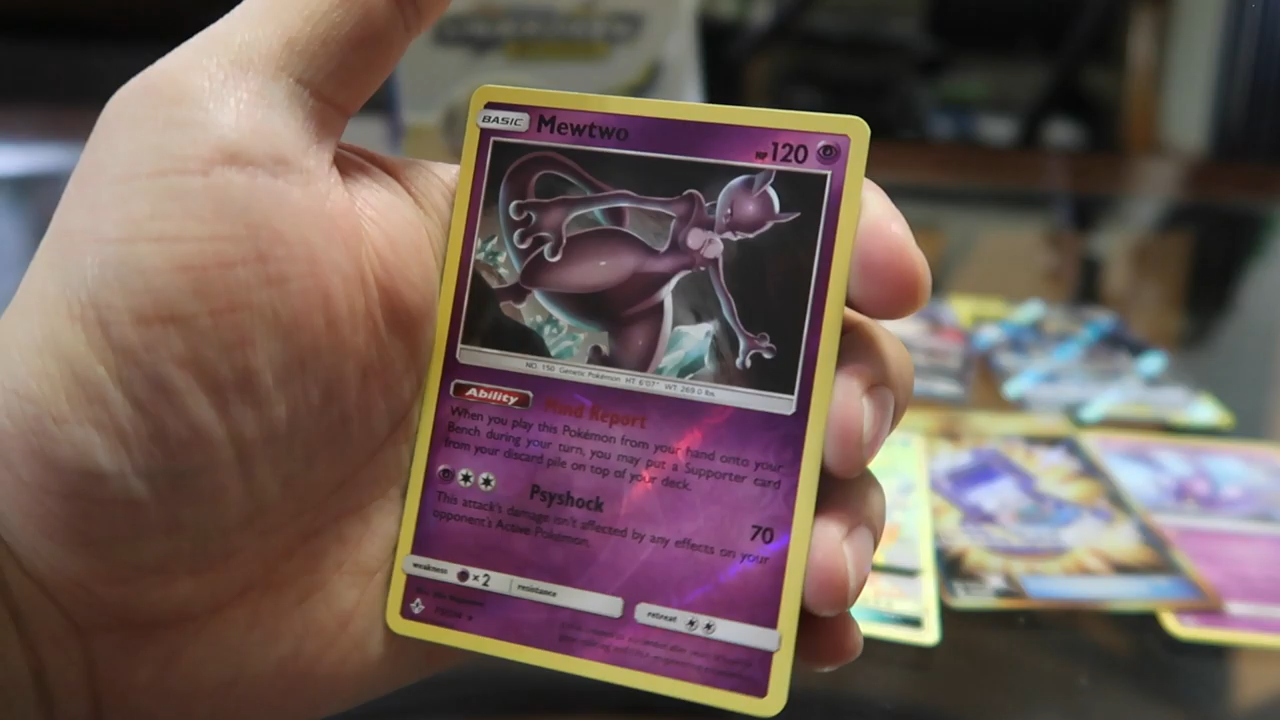 BASIC Mewtwo HP 120
NO. 150 Genetic Pokémon HT 6'07" WT 269.0 lbs.
Ability Mind Report
When you play this Pokémon from your hand onto your
Bench during your turn, you may put a Supporter card
from your discard pile on top of your deck.
Psyshock 70
This attack's damage isn't affected by any effects on your
opponent's Active Pokémon.
weakness ×2 resistance retreat